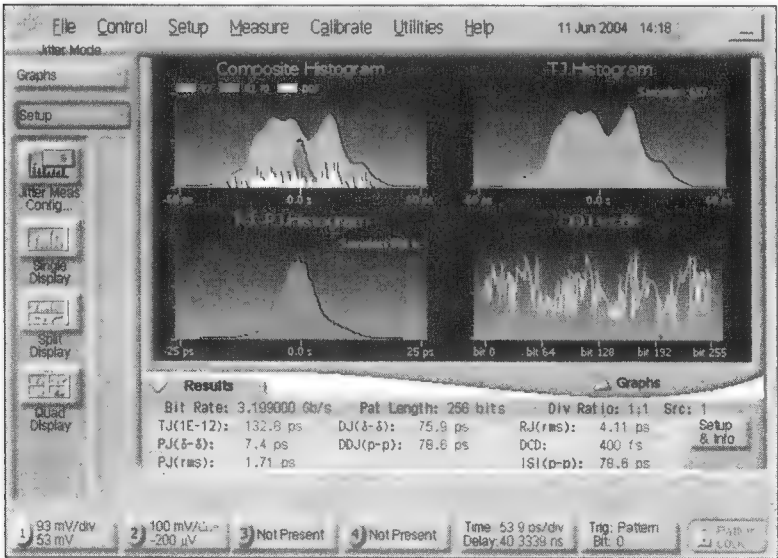 File Control Setup Measure Calibrate Utilities Help 11 Jun 2004 14:18
Jitter Mode
Graphs
Setup
Jitter Meas
Config...
Single
Display
Split
Display
Quad
Display
Composite Histogram
TJ Histogram
0.0 s
0.0 s
-25 ps 0.0 s 25 ps
bit 0 bit 64 bit 128 bit 192 bit 255
Results
Graphs
Bit Rate: 3.199000 Gb/s Pat Length: 256 bits Div Ratio: 1:1 Src: 1
TJ(1E-12): 132.8 ps DJ(δ-δ): 75.9 ps RJ(rms): 4.11 ps
PJ(δ-δ): 7.4 ps DDJ(p-p): 78.6 ps DCD: 400 fs
PJ(rms): 1.71 ps ISI(p-p): 78.6 ps
Setup
& Info
1) 93 mV/div
53 mV
2) 100 mV/
-200 µV
3) Not Present
4) Not Present
Time: 53.9 ps/div
Delay: 40.3339 ns
Trig: Pattern
Bit: 0
Pattern
Lock